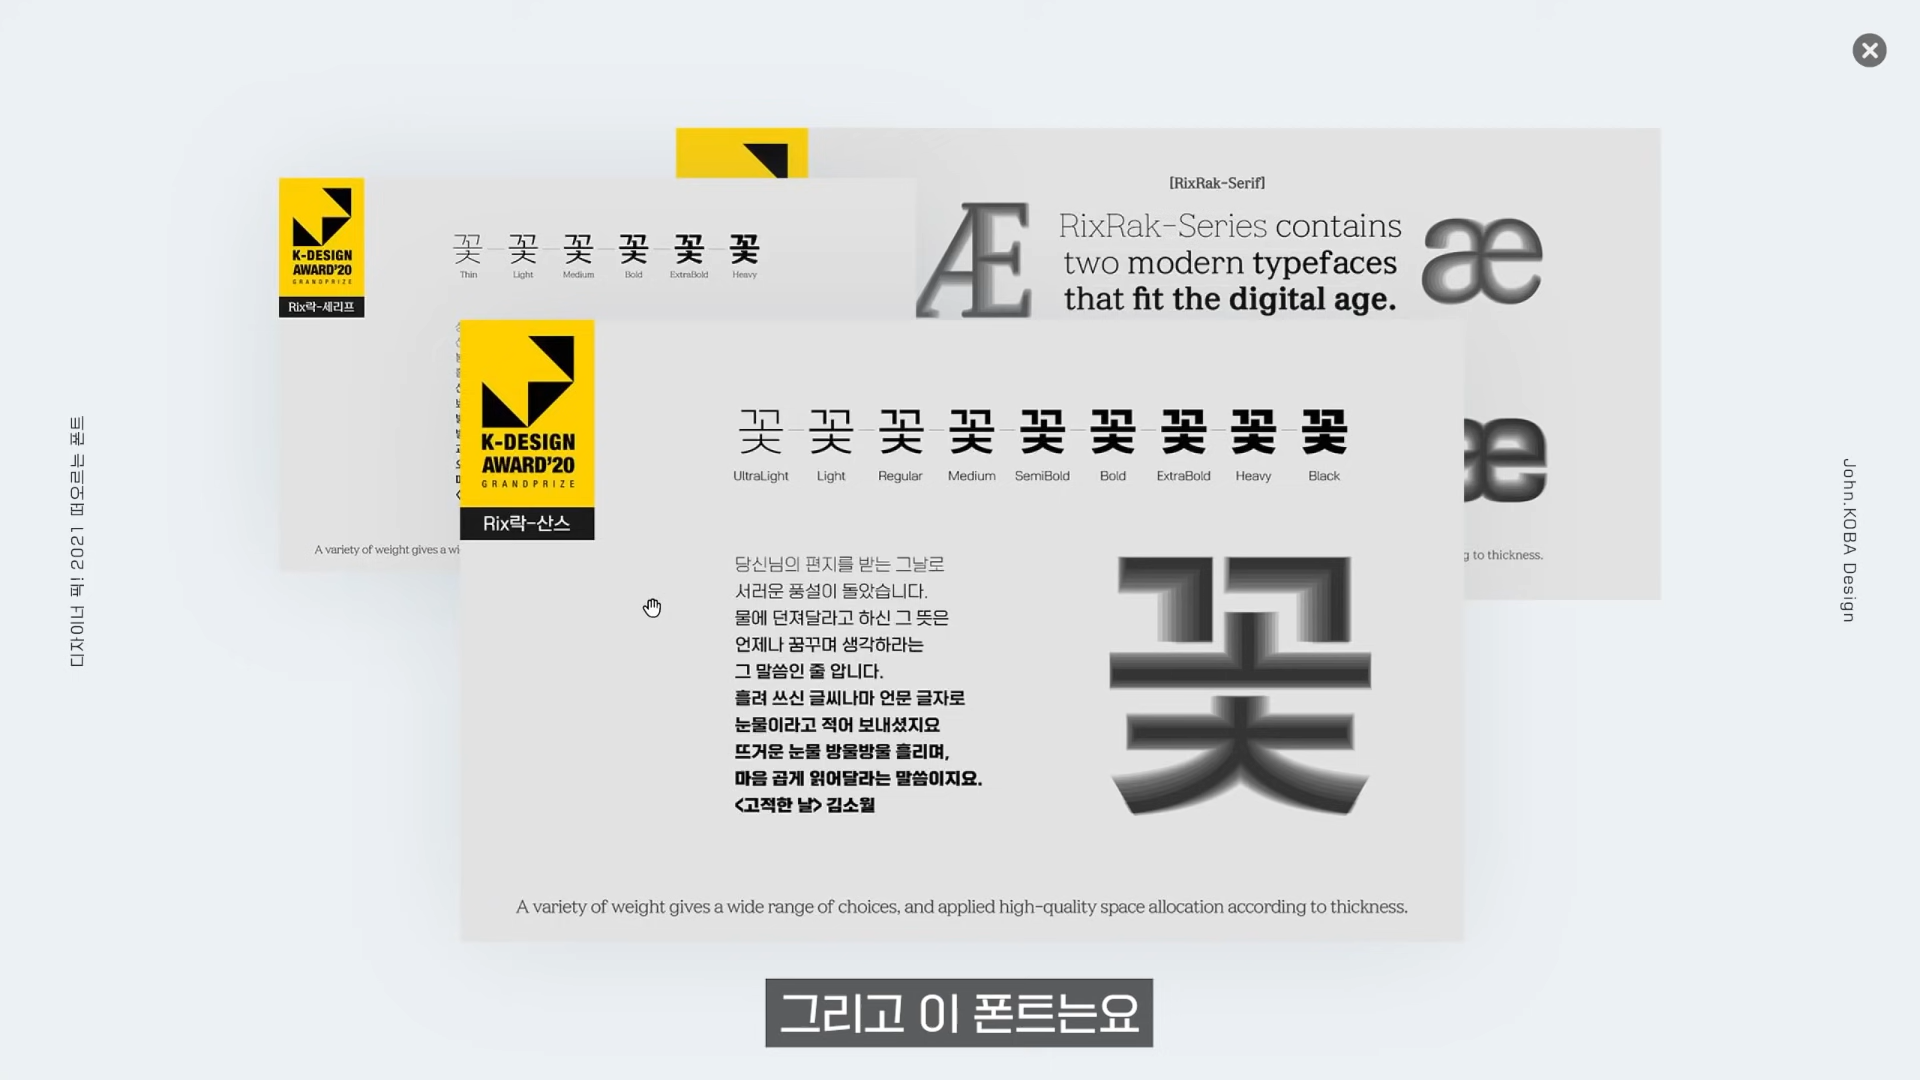 [RixRak-Serif]
Æ
RixRak-Series contains
two modern typefaces
that fit the digital age.
æ
æ
g to thickness.
K-DESIGN
AWARD'20
GRANDPRIZE
Rix락-세리프
꽃 꽃 꽃 꽃 꽃 꽃
Thin Light Medium Bold ExtraBold Heavy
A variety of weight gives a wi
K-DESIGN
AWARD'20
GRANDPRIZE
Rix락-산스
꽃 꽃 꽃 꽃 꽃 꽃 꽃 꽃 꽃
UltraLight Light Regular Medium SemiBold Bold ExtraBold Heavy Black
당신님의 편지를 받는 그날로
서러운 풍설이 돌았습니다.
물에 던져달라고 하신 그 뜻은
언제나 꿈꾸며 생각하라는
그 말씀인 줄 압니다.
흘려 쓰신 글씨나마 언문 글자로
눈물이라고 적어 보내셨지요
뜨거운 눈물 방울방울 흘리며,
마음 곱게 읽어달라는 말씀이지요.
<고적한 날> 김소월
꽃
A variety of weight gives a wide range of choices, and applied high-quality space allocation according to thickness.
디자이너 픽! 2021 떠오르는 폰트
John.KOBA Design
그리고 이 폰트는요